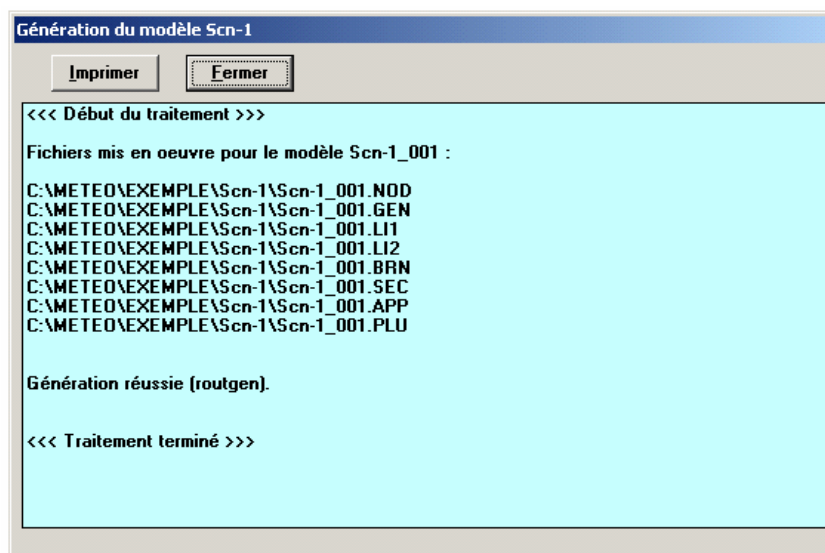 Génération du modèle Scn-1
Imprimer Fermer
<<< Début du traitement >>>
Fichiers mis en oeuvre pour le modèle Scn-1_001 :
C:\METEO\EXEMPLE\Scn-1\Scn-1_001.NOD
C:\METEO\EXEMPLE\Scn-1\Scn-1_001.GEN
C:\METEO\EXEMPLE\Scn-1\Scn-1_001.LI1
C:\METEO\EXEMPLE\Scn-1\Scn-1_001.LI2
C:\METEO\EXEMPLE\Scn-1\Scn-1_001.BRN
C:\METEO\EXEMPLE\Scn-1\Scn-1_001.SEC
C:\METEO\EXEMPLE\Scn-1\Scn-1_001.APP
C:\METEO\EXEMPLE\Scn-1\Scn-1_001.PLU
Génération réussie (routgen).
<<< Traitement terminé >>>